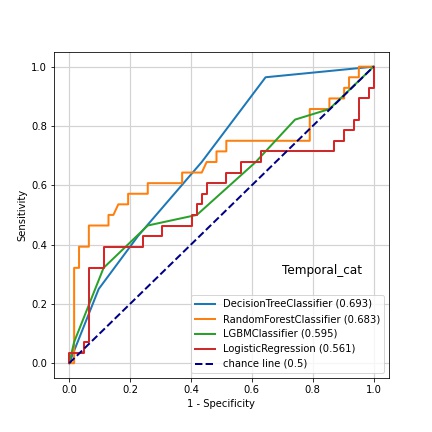 1.0
0.8
0.6
0.4
0.2
0.0
Sensitivity
Temporal_cat
DecisionTreeClassifier (0.693)
RandomForestClassifier (0.683)
LGBMClassifier (0.595)
LogisticRegression (0.561)
chance line (0.5)
0.0 0.2 0.4 0.6 0.8 1.0
1 - Specificity